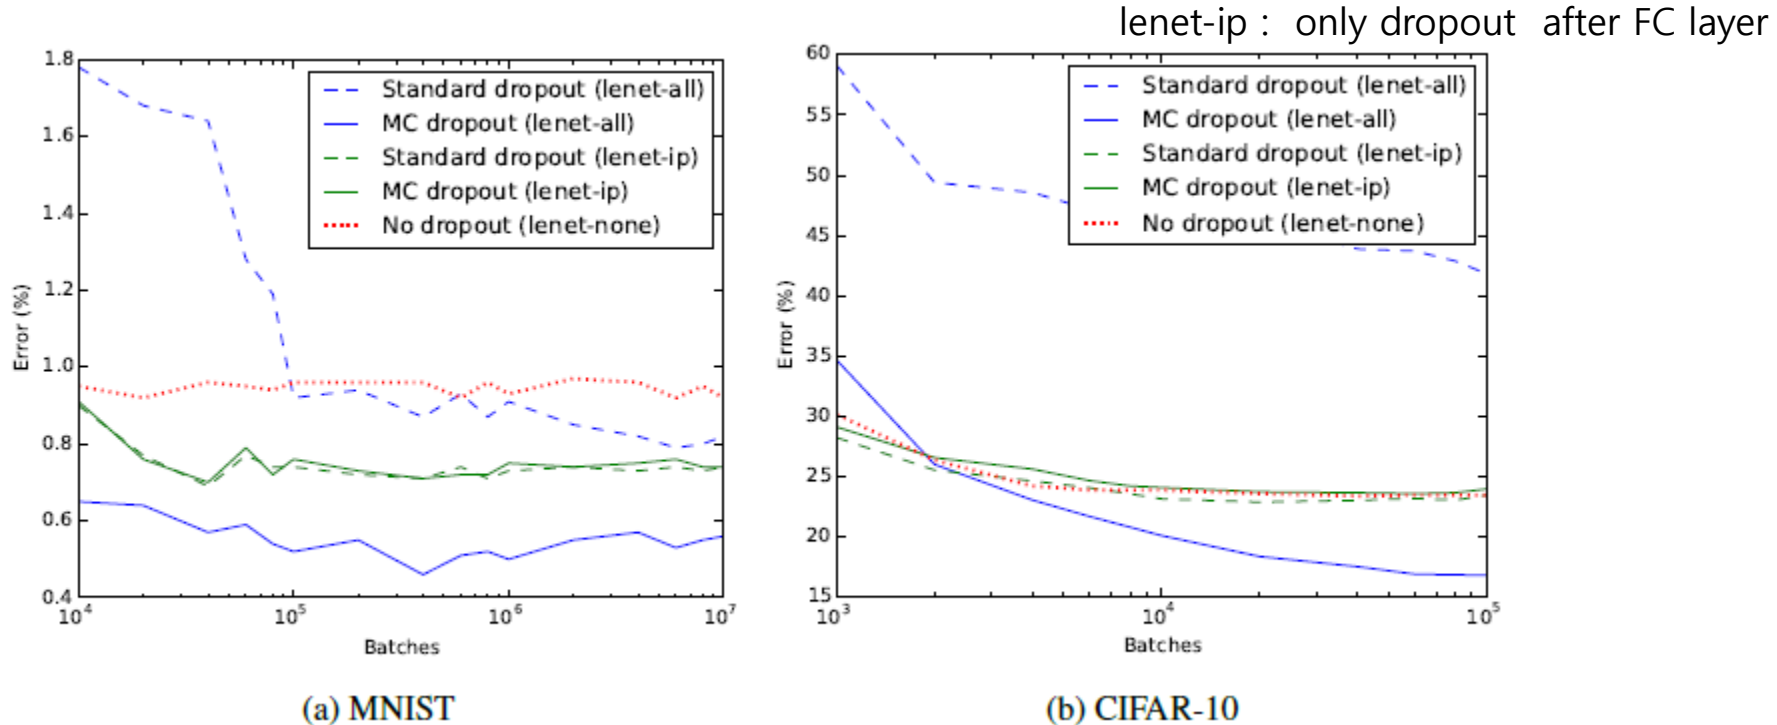 lenet-ip : only dropout after FC layer
1.8
1.6
1.4
1.2
1.0
0.8
0.6
0.4
Error (%)
Standard dropout (lenet-all)
MC dropout (lenet-all)
Standard dropout (lenet-ip)
MC dropout (lenet-ip)
No dropout (lenet-none)
10^4
10^5
10^6
10^7
Batches
(a) MNIST
60
55
50
45
40
35
30
25
20
15
Error (%)
Standard dropout (lenet-all)
MC dropout (lenet-all)
Standard dropout (lenet-ip)
MC dropout (lenet-ip)
No dropout (lenet-none)
10^3
10^4
10^5
Batches
(b) CIFAR-10